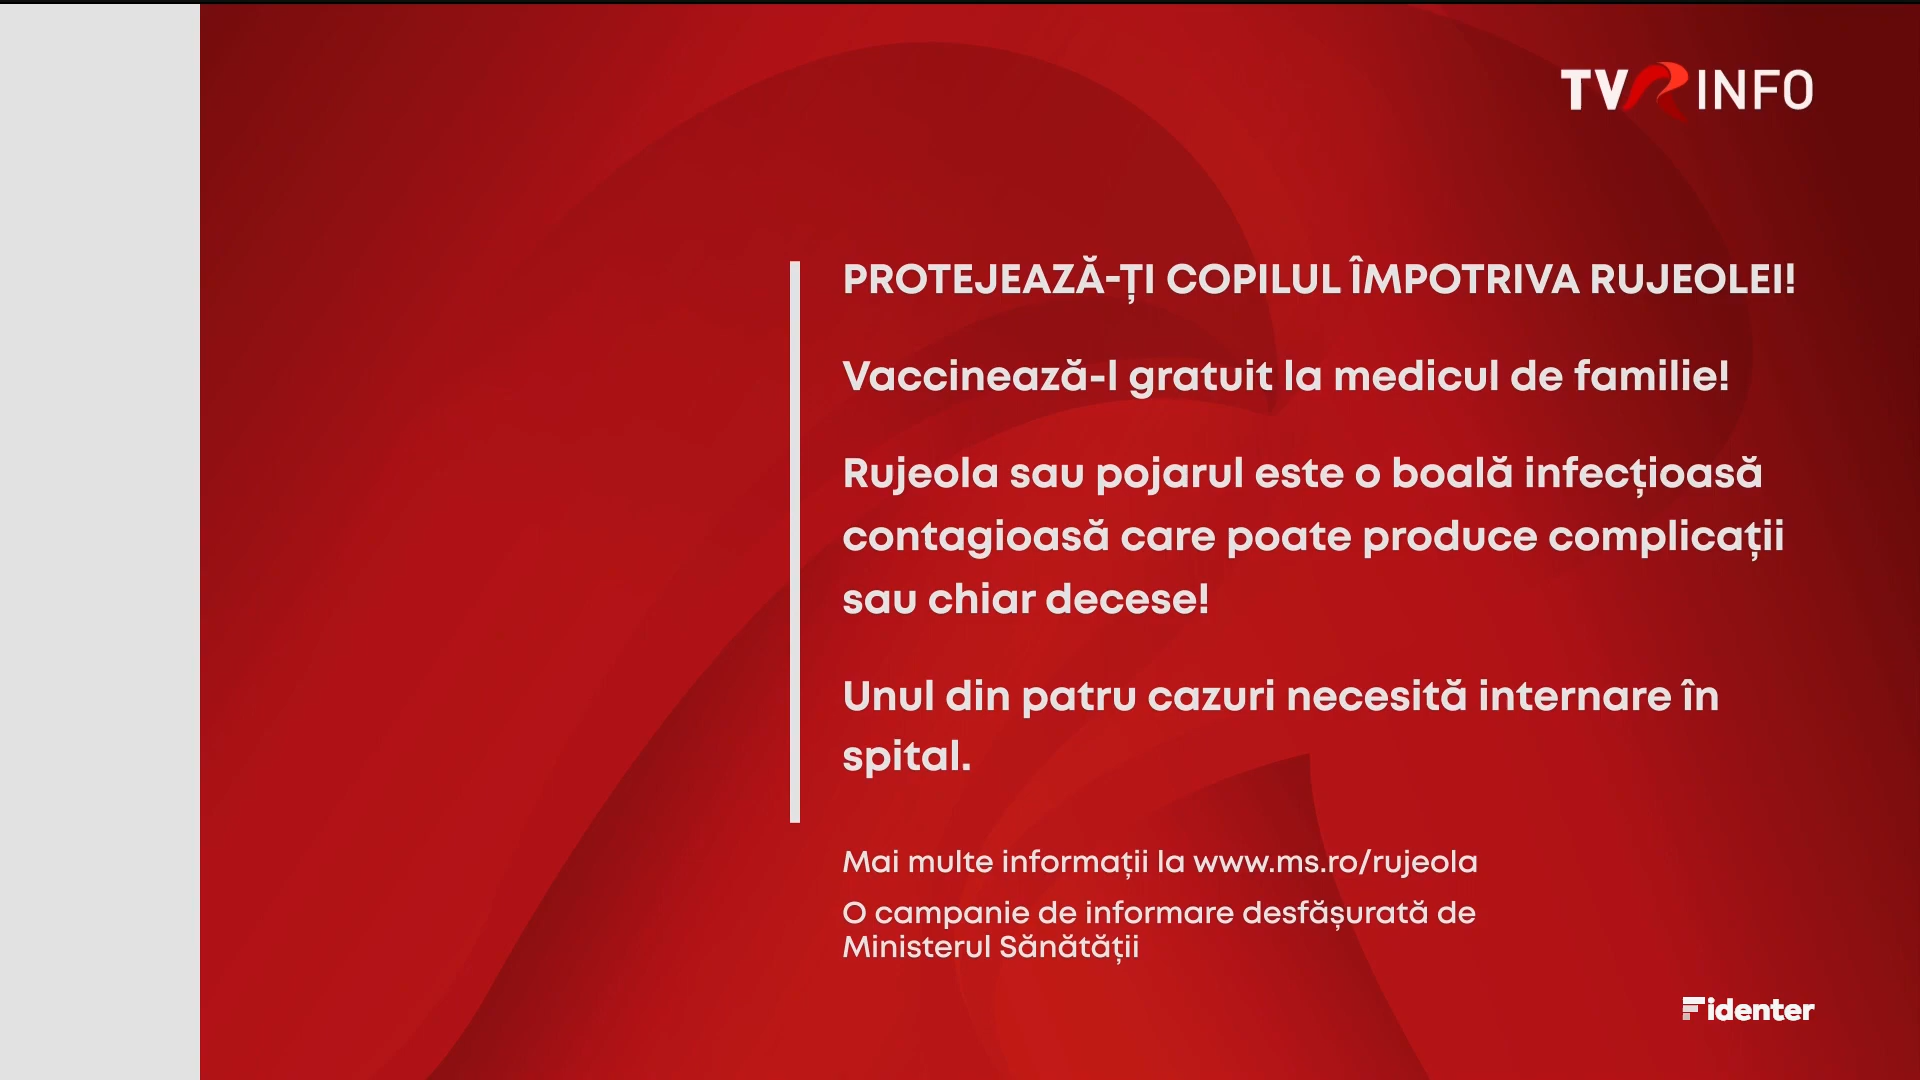 TVR INFO
PROTEJEAZĂ-ȚI COPILUL ÎMPOTRIVA RUJEOLEI!
Vaccinează-l gratuit la medicul de familie!
Rujeola sau pojarul este o boală infecțioasă
contagioasă care poate produce complicații
sau chiar decese!
Unul din patru cazuri necesită internare în
spital.
Mai multe informații la www.ms.ro/rujeola
O campanie de informare desfășurată de
Ministerul Sănătății
Fidenter